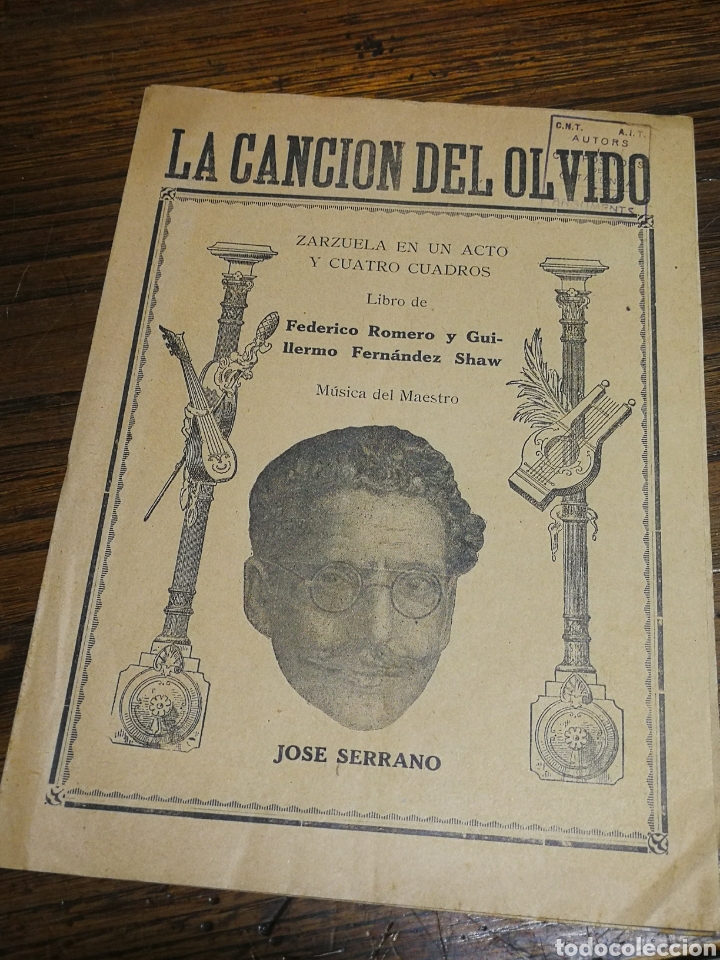 C.N.T. A.I.T.
AUTORS
LA CANCION DEL OLVIDO
ZARZUELA EN UN ACTO
Y CUATRO CUADROS
Libro de
Federico Romero y Gui-
llermo Fernández Shaw
Música del Maestro
JOSE SERRANO
todocoleccion